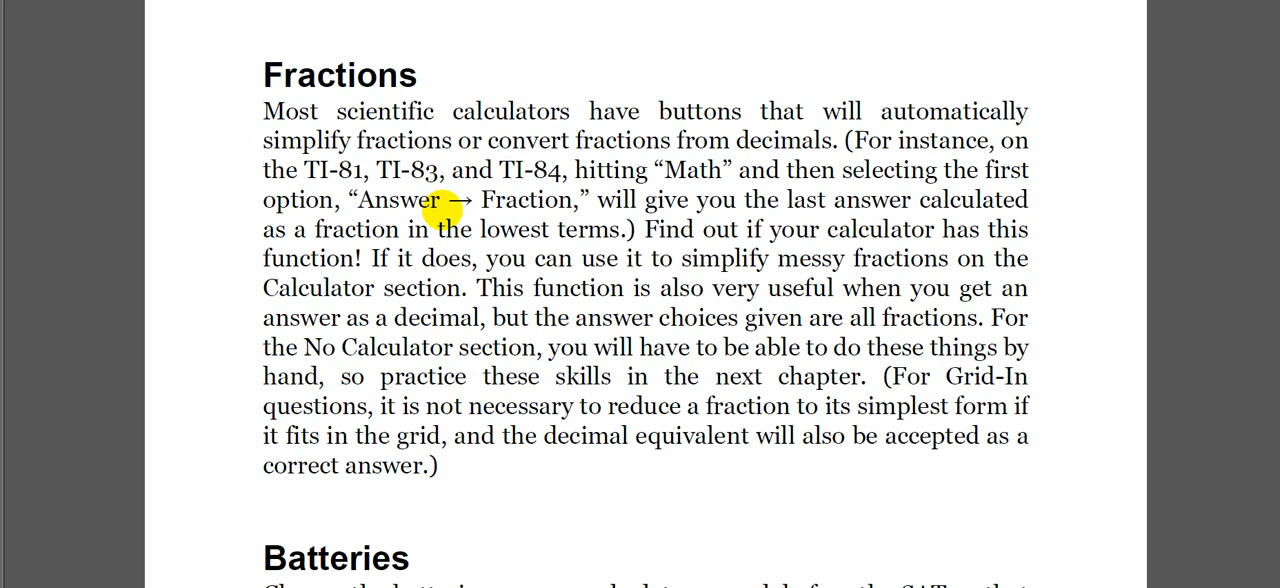 Fractions
Most scientific calculators have buttons that will automatically
simplify fractions or convert fractions from decimals. (For instance, on
the TI-81, TI-83, and TI-84, hitting “Math” and then selecting the first
option, “Answer → Fraction,” will give you the last answer calculated
as a fraction in the lowest terms.) Find out if your calculator has this
function! If it does, you can use it to simplify messy fractions on the
Calculator section. This function is also very useful when you get an
answer as a decimal, but the answer choices given are all fractions. For
the No Calculator section, you will have to be able to do these things by
hand, so practice these skills in the next chapter. (For Grid-In
questions, it is not necessary to reduce a fraction to its simplest form if
it fits in the grid, and the decimal equivalent will also be accepted as a
correct answer.)
Batteries